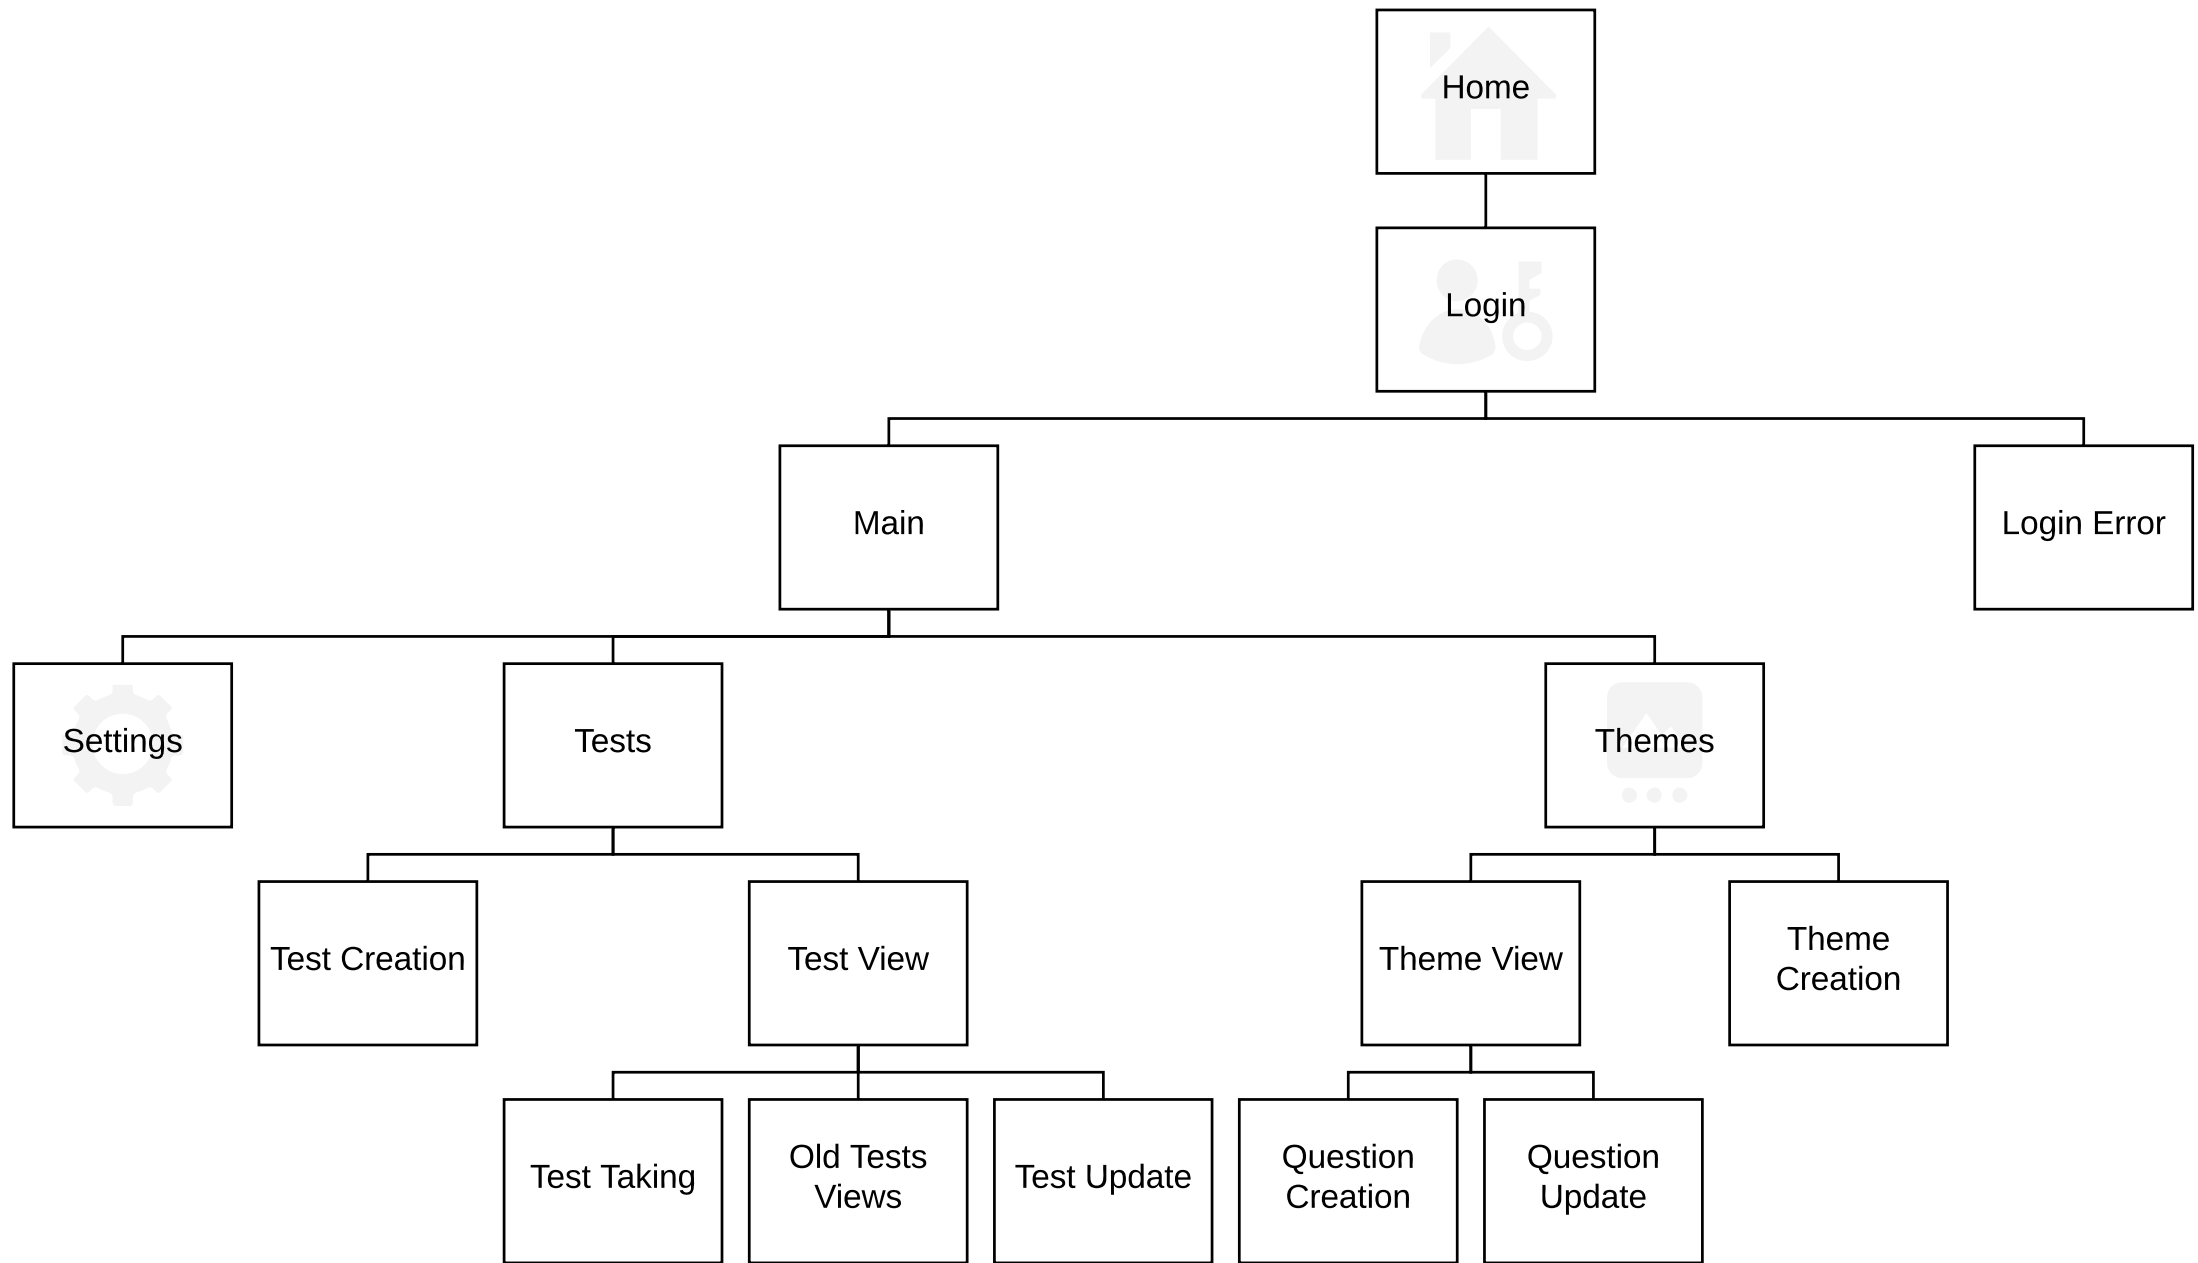 Home
Login
Main
Login Error
Settings
Tests
Themes
Test Creation
Test View
Theme View
Theme
Creation
Test Taking
Old Tests
Views
Test Update
Question
Creation
Question
Update